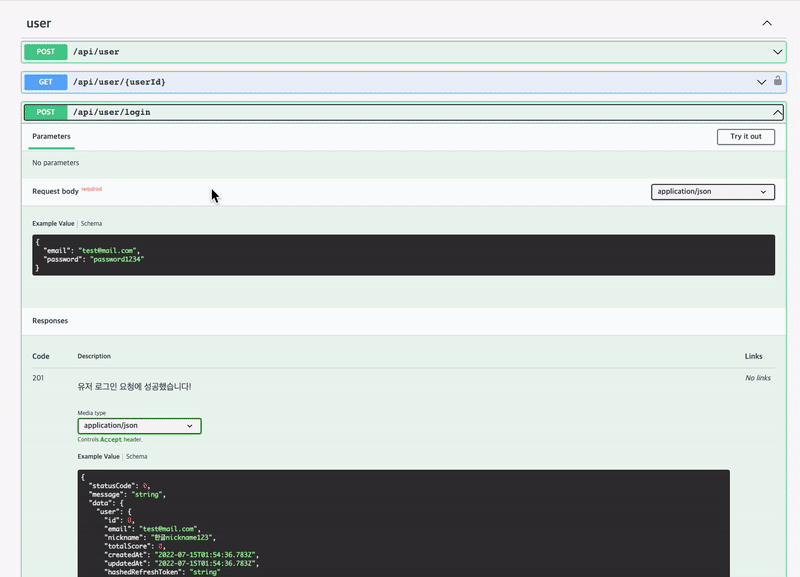 user
POST /api/user
GET /api/user/{userId}
POST /api/user/login
Parameters
Try it out
No parameters
Request body required
application/json
Example Value | Schema
{
"email": "test@mail.com",
"password": "password1234"
}
Responses
Code Description Links
201 유저 로그인 요청에 성공했습니다! No links
Media type
application/json
Controls Accept header.
Example Value | Schema
{
"statusCode": 0,
"message": "string",
"data": {
"user": {
"id": 0,
"email": "test@mail.com",
"nickname": "한글nickname123",
"totalScore": 0,
"createdAt": "2022-07-15T01:54:36.783Z",
"updatedAt": "2022-07-15T01:54:36.783Z",
"hashedRefreshToken": "string"